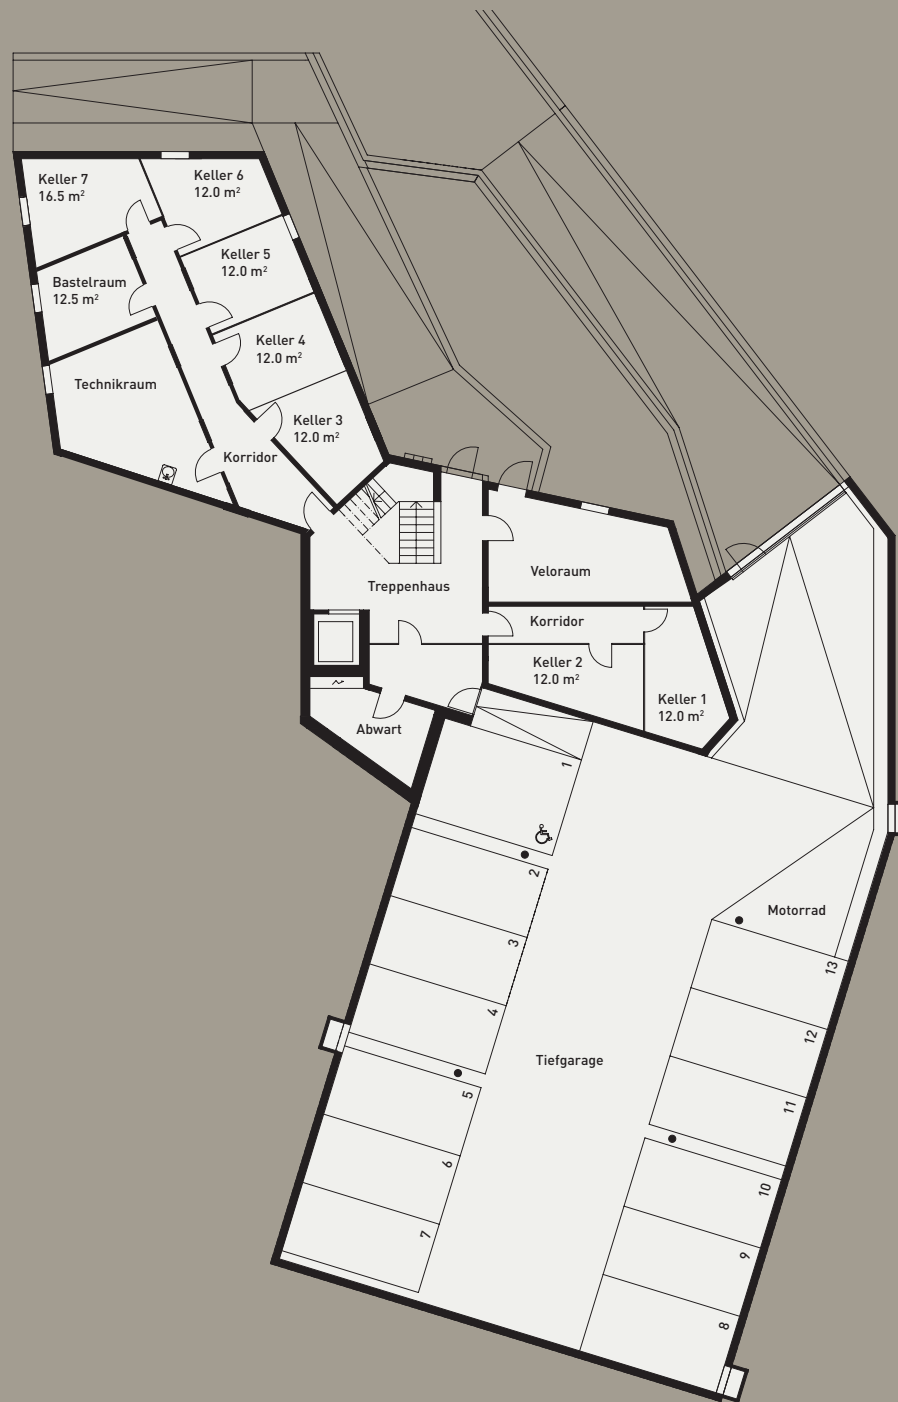 Keller 7
16.5 m²
Keller 6
12.0 m²
Keller 5
12.0 m²
Bastelraum
12.5 m²
Keller 4
12.0 m²
Technikraum
Keller 3
12.0 m²
Korridor
Veloraum
Treppenhaus
Korridor
Keller 2
12.0 m²
Keller 1
12.0 m²
Abwart
1
2
Motorrad
3
13
4
12
Tiefgarage
5
11
6
10
7
9
8